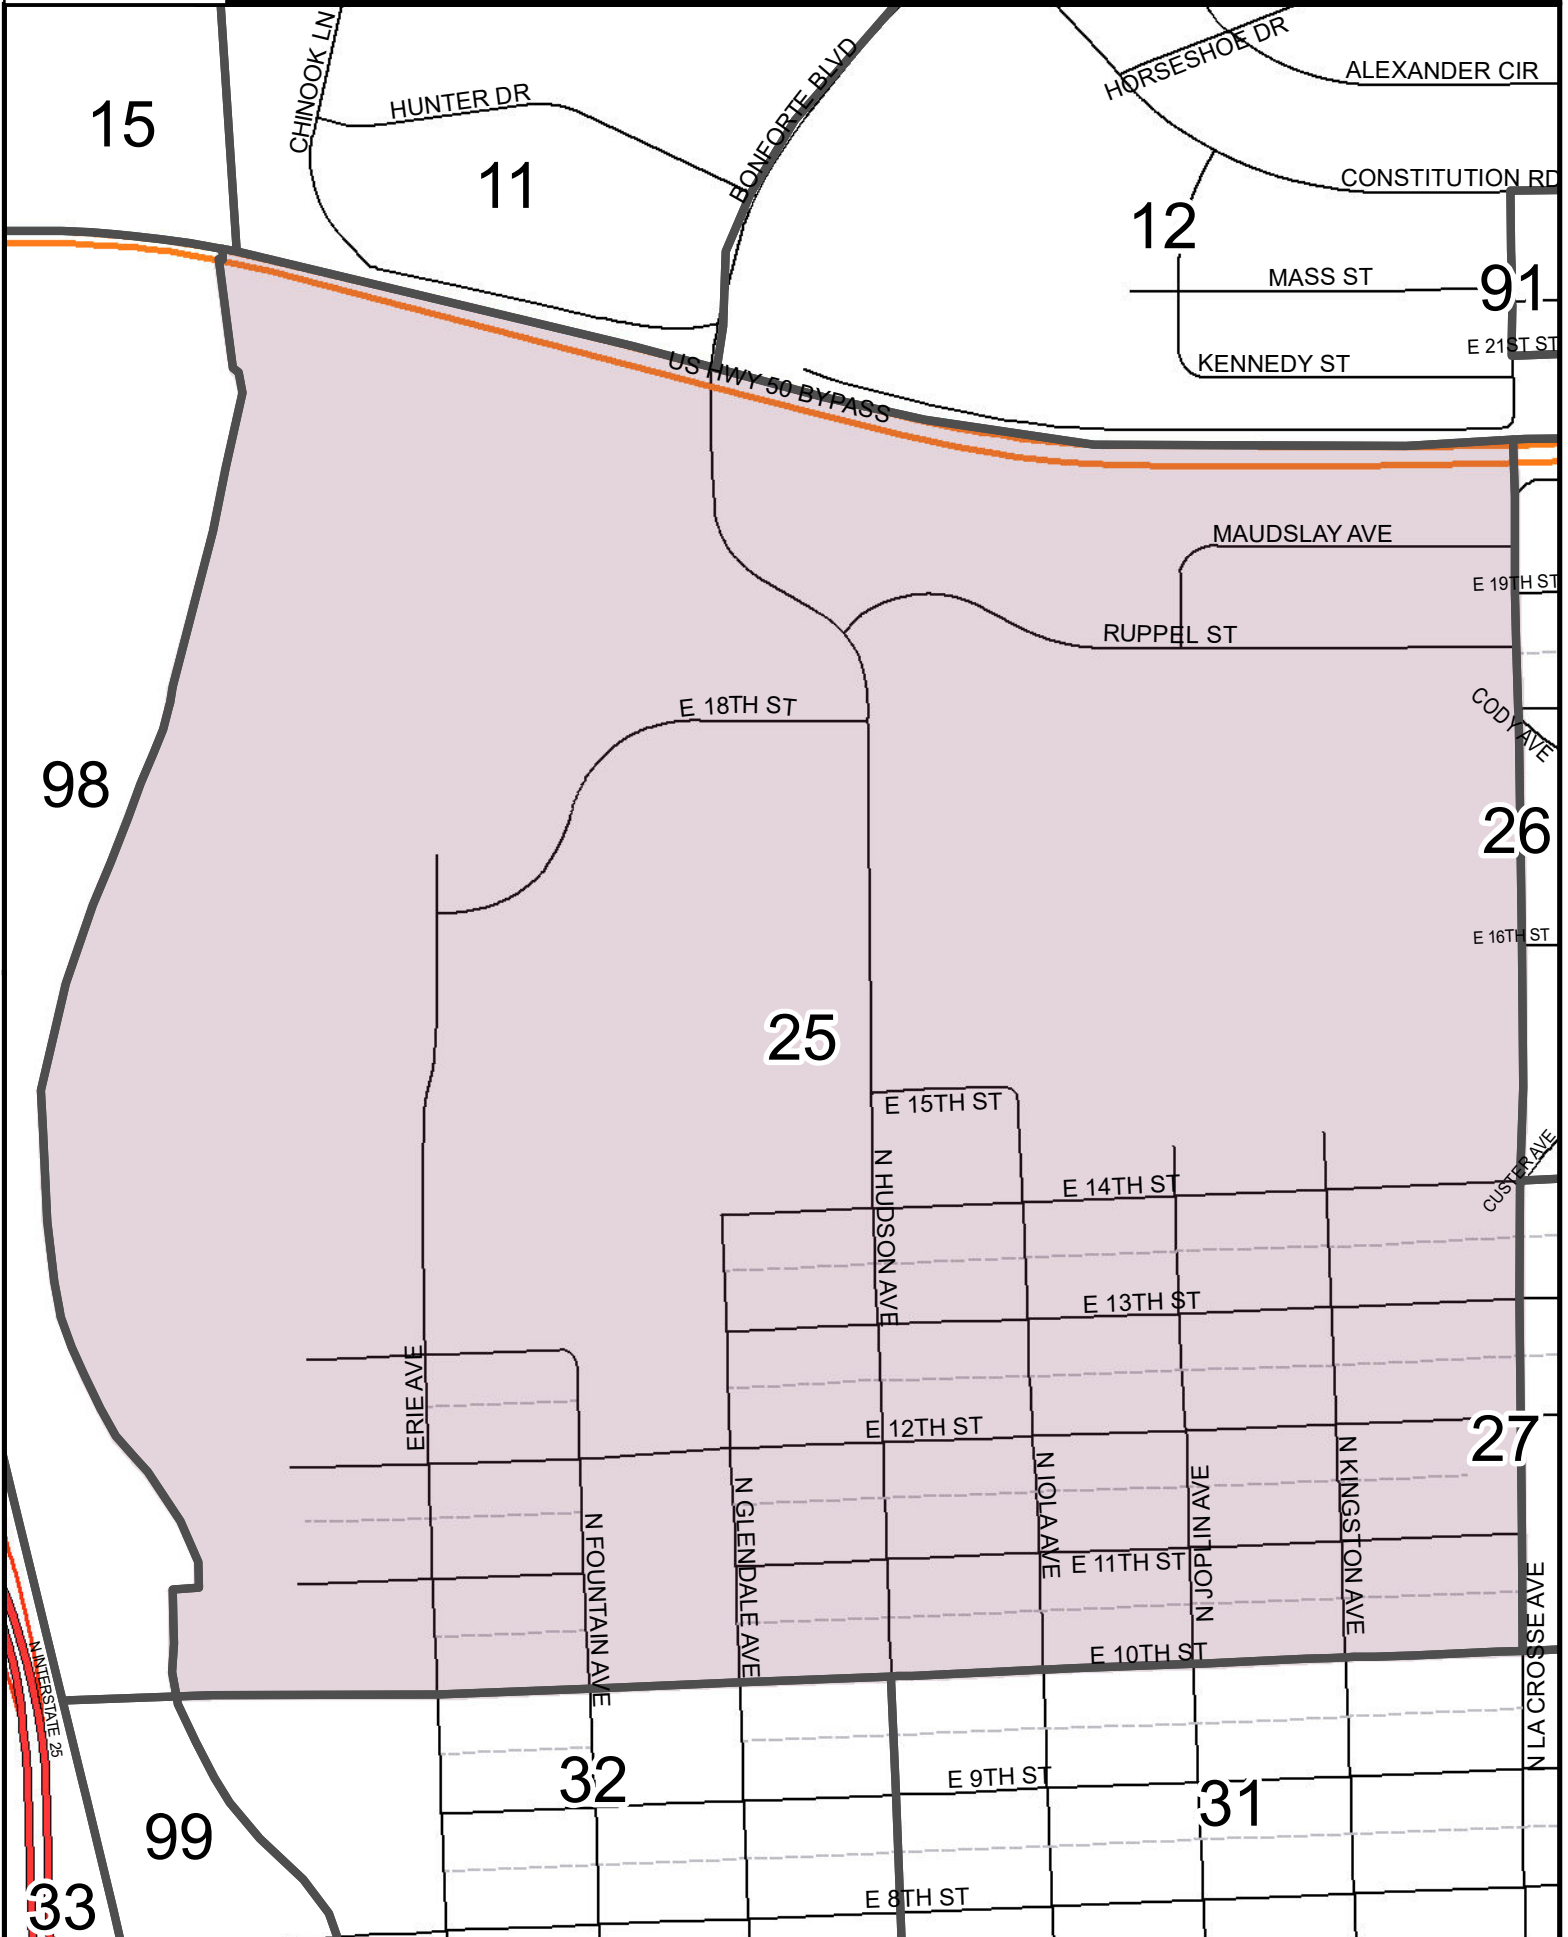 CHINOOK LN
HUNTER DR
BONFORTE BLVD
HORSESHOE DR
ALEXANDER CIR
15
11
CONSTITUTION RD
12
MASS ST
91
E 21ST ST
KENNEDY ST
US HWY 50 BYPASS
MAUDSLAY AVE
E 19TH ST
RUPPEL ST
E 18TH ST
CODY AVE
98
26
E 16TH ST
25
E 15TH ST
N HUDSON AVE
CUSTER AVE
E 14TH ST
E 13TH ST
ERIE AVE
E 12TH ST
27
N GLENDALE AVE
N IOLA AVE
N JOPLIN AVE
N KINGSTON AVE
N FOUNTAIN AVE
E 11TH ST
N LA CROSSE AVE
E 10TH ST
N INTERSTATE 25
32
E 9TH ST
31
99
E 8TH ST
33